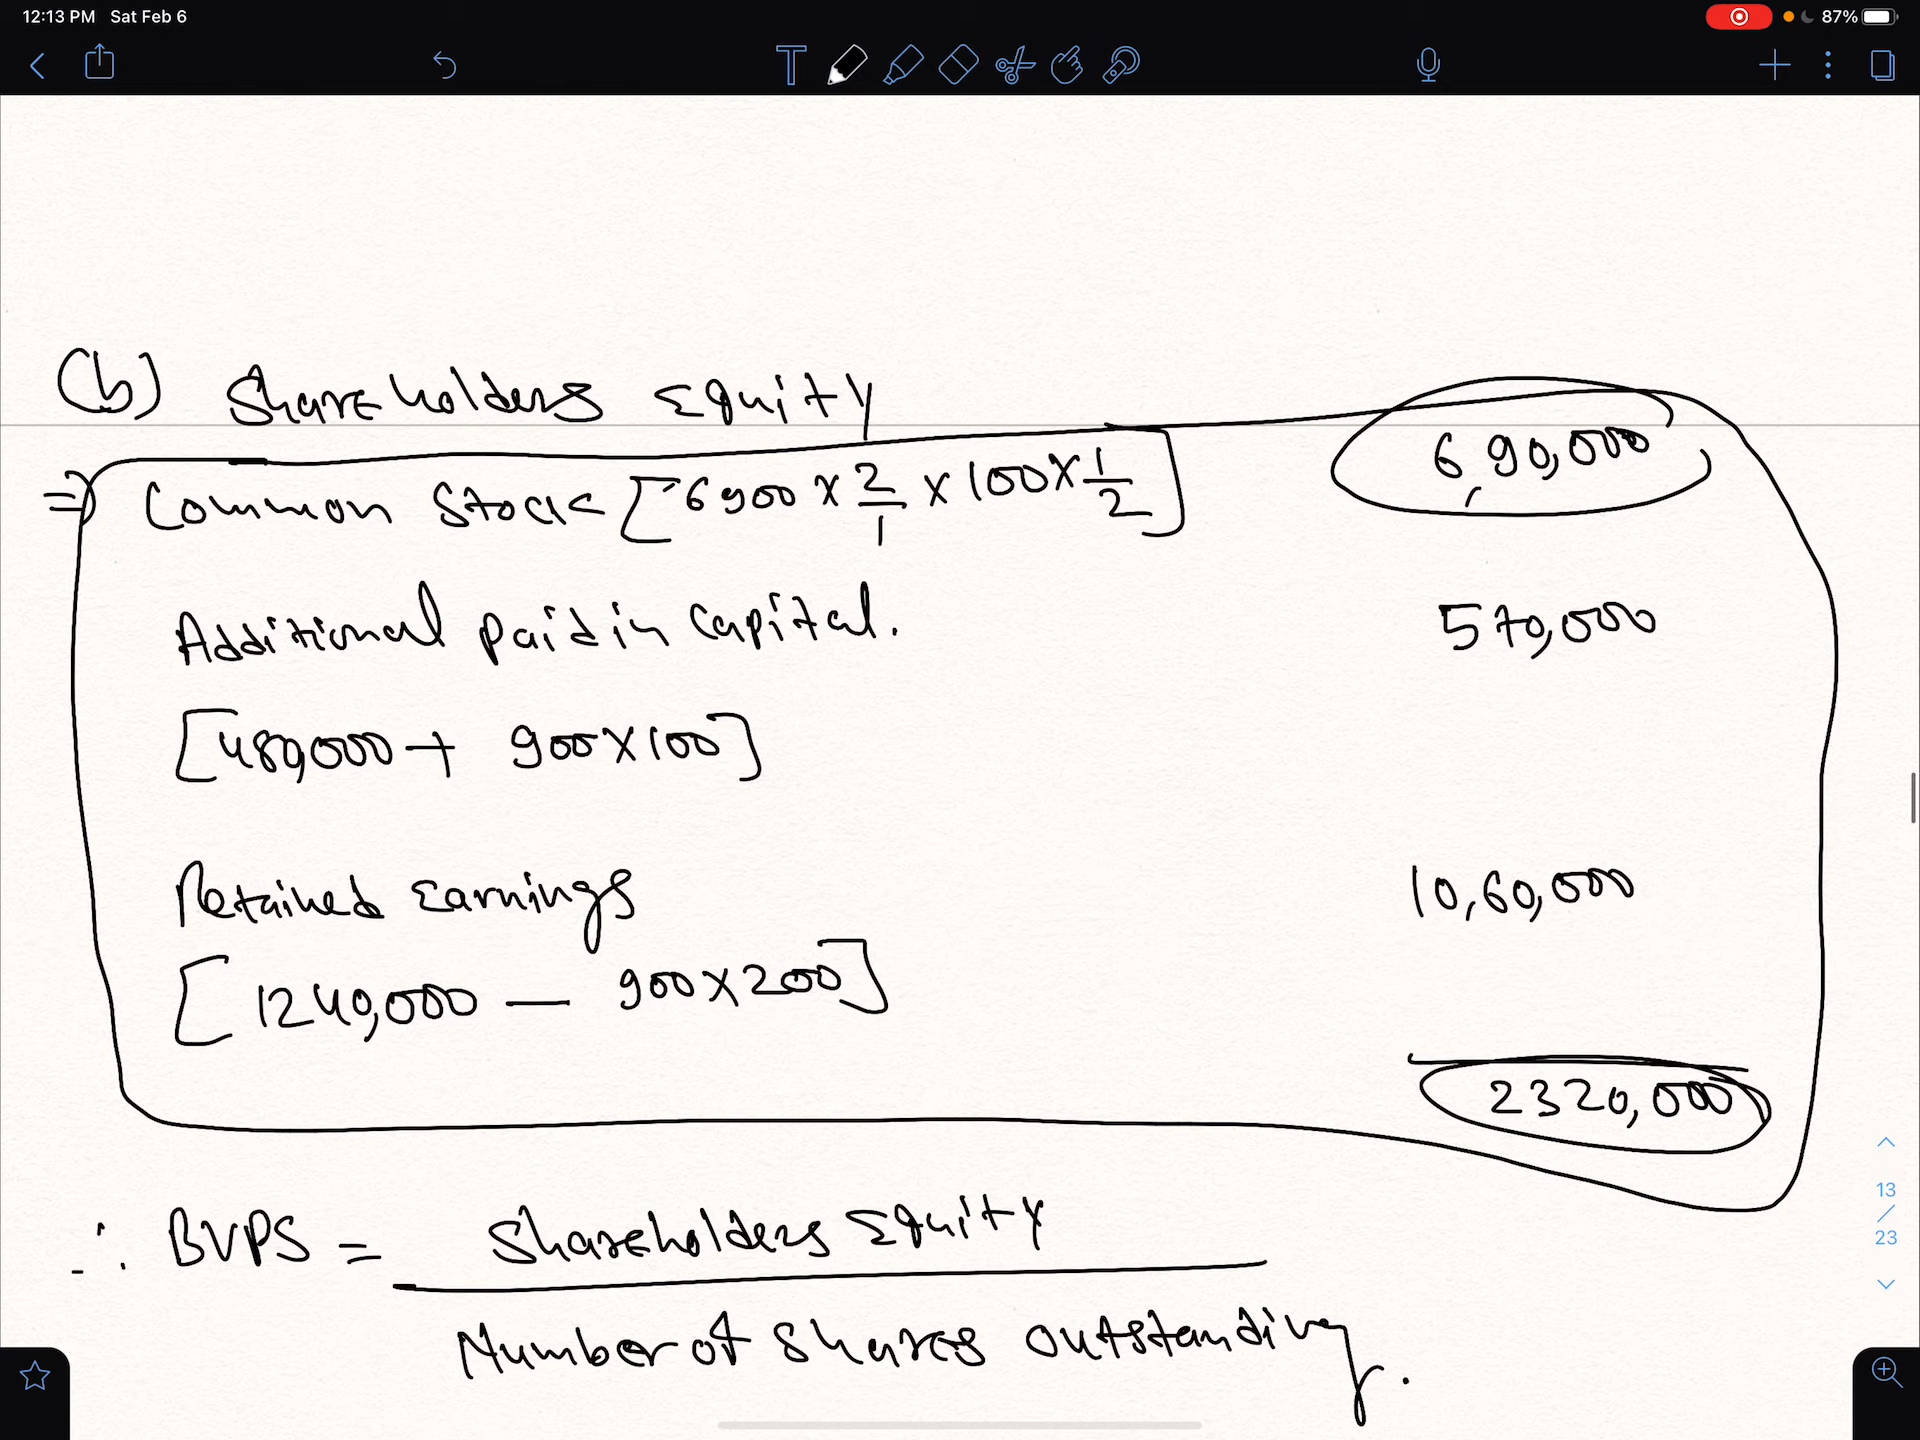 12:13 PM Sat Feb 6
87%
T
(b) Shareholders Equity
⇒ Common Stock [6900 × 2/1 × 100 × 1/2] 6,90,000
Additional paid in capital. 570,000
[480,000 + 900×100]
Retained Earnings 10,60,000
[1240,000 — 900×200]
2320,000
∴ BVPS = Shareholders Equity
Number of Shares outstanding.
13
/
23